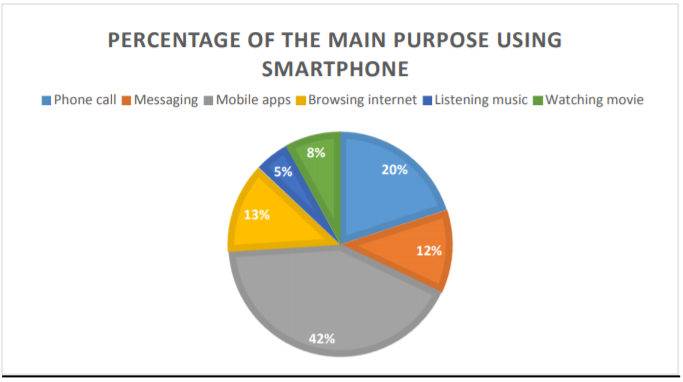 PERCENTAGE OF THE MAIN PURPOSE USING
SMARTPHONE
Phone call Messaging Mobile apps Browsing internet Listening music Watching movie
8%
20%
5%
13%
12%
42%